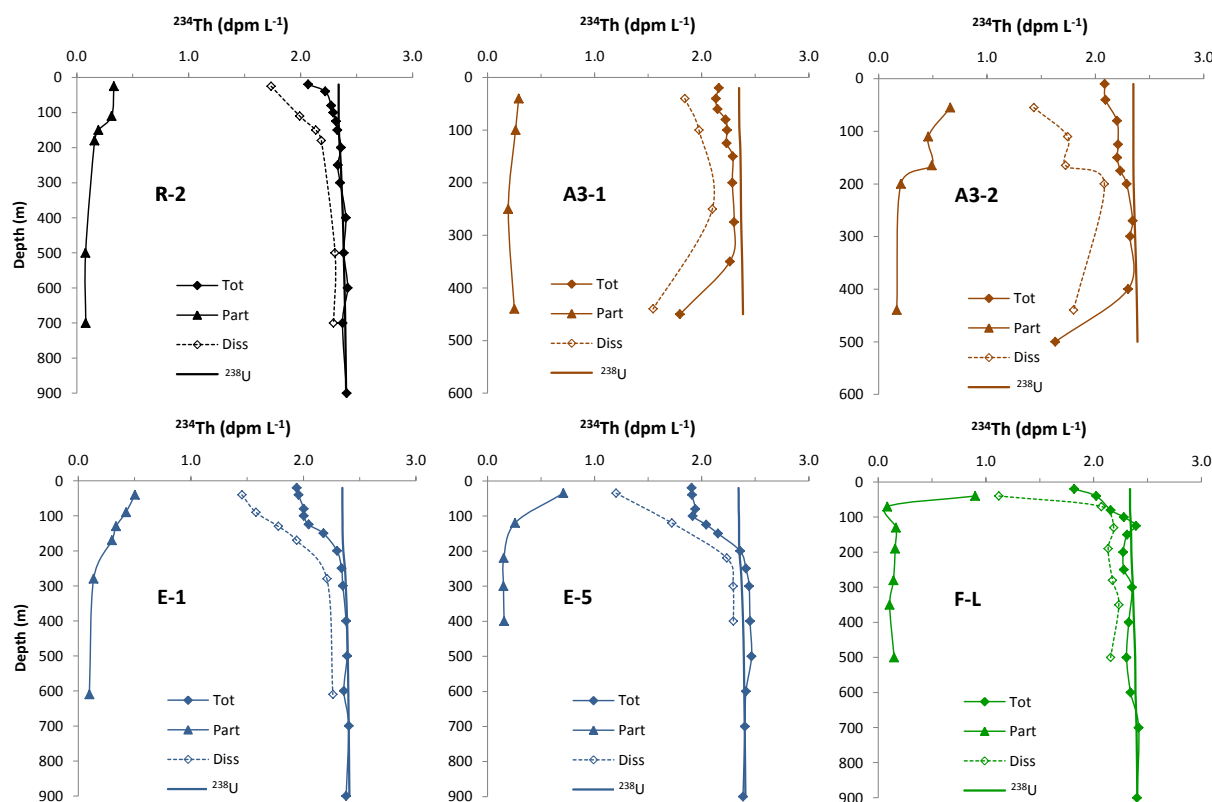 ²³⁴Th (dpm L⁻¹)
0.0 1.0 2.0 3.0
0
100
200
300
400
500
600
700
800
900
Depth (m)
R-2
Tot
Part
Diss
²³⁸U
²³⁴Th (dpm L⁻¹)
0.0 1.0 2.0 3.0
0
100
200
300
400
500
600
A3-1
Tot
Part
Diss
²³⁸U
²³⁴Th (dpm L⁻¹)
0.0 1.0 2.0 3.0
0
100
200
300
400
500
600
A3-2
Tot
Part
Diss
²³⁸U
²³⁴Th (dpm L⁻¹)
0.0 1.0 2.0 3.0
0
100
200
300
400
500
600
700
800
900
Depth (m)
E-1
Tot
Part
Diss
²³⁸U
²³⁴Th (dpm L⁻¹)
0.0 1.0 2.0 3.0
0
100
200
300
400
500
600
700
800
900
E-5
Tot
Part
Diss
²³⁸U
²³⁴Th (dpm L⁻¹)
0.0 1.0 2.0 3.0
0
100
200
300
400
500
600
700
800
900
F-L
Tot
Part
Diss
²³⁸U